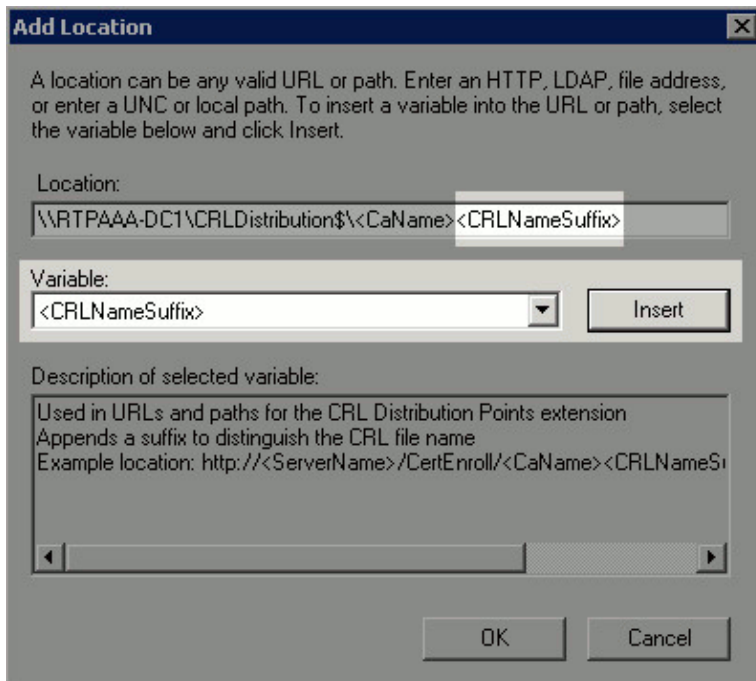 Add Location
A location can be any valid URL or path. Enter an HTTP, LDAP, file address,
or enter a UNC or local path. To insert a variable into the URL or path, select
the variable below and click Insert.
Location:
\\RTPAAA-DC1\CRLDistribution$\<CaName><CRLNameSuffix>
Variable:
<CRLNameSuffix>
Insert
Description of selected variable:
Used in URLs and paths for the CRL Distribution Points extension
Appends a suffix to distinguish the CRL file name
Example location: http://<ServerName>/CertEnroll/<CaName><CRLNameSu
OK
Cancel